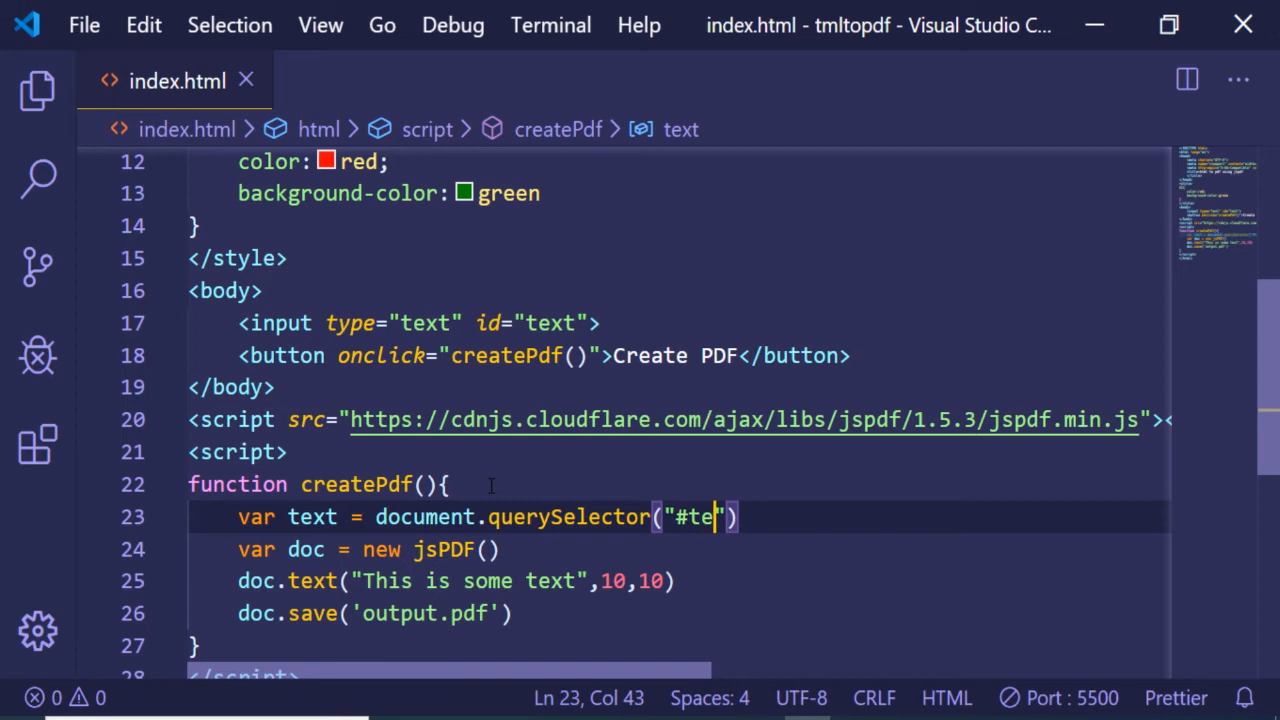 File Edit Selection View Go Debug Terminal Help index.html - tmltopdf - Visual Studio C...
index.html
index.html > html > script > createPdf > text
12 color: red;
13 background-color: green
14 }
15 </style>
16 <body>
17 <input type="text" id="text">
18 <button onclick="createPdf()">Create PDF</button>
19 </body>
20 <script src="https://cdnjs.cloudflare.com/ajax/libs/jspdf/1.5.3/jspdf.min.js"><
21 <script>
22 function createPdf(){
23 var text = document.querySelector("#te")
24 var doc = new jsPDF()
25 doc.text("This is some text",10,10)
26 doc.save('output.pdf')
27 }
28 </script>
0 0 Ln 23, Col 43 Spaces: 4 UTF-8 CRLF HTML Port : 5500 Prettier